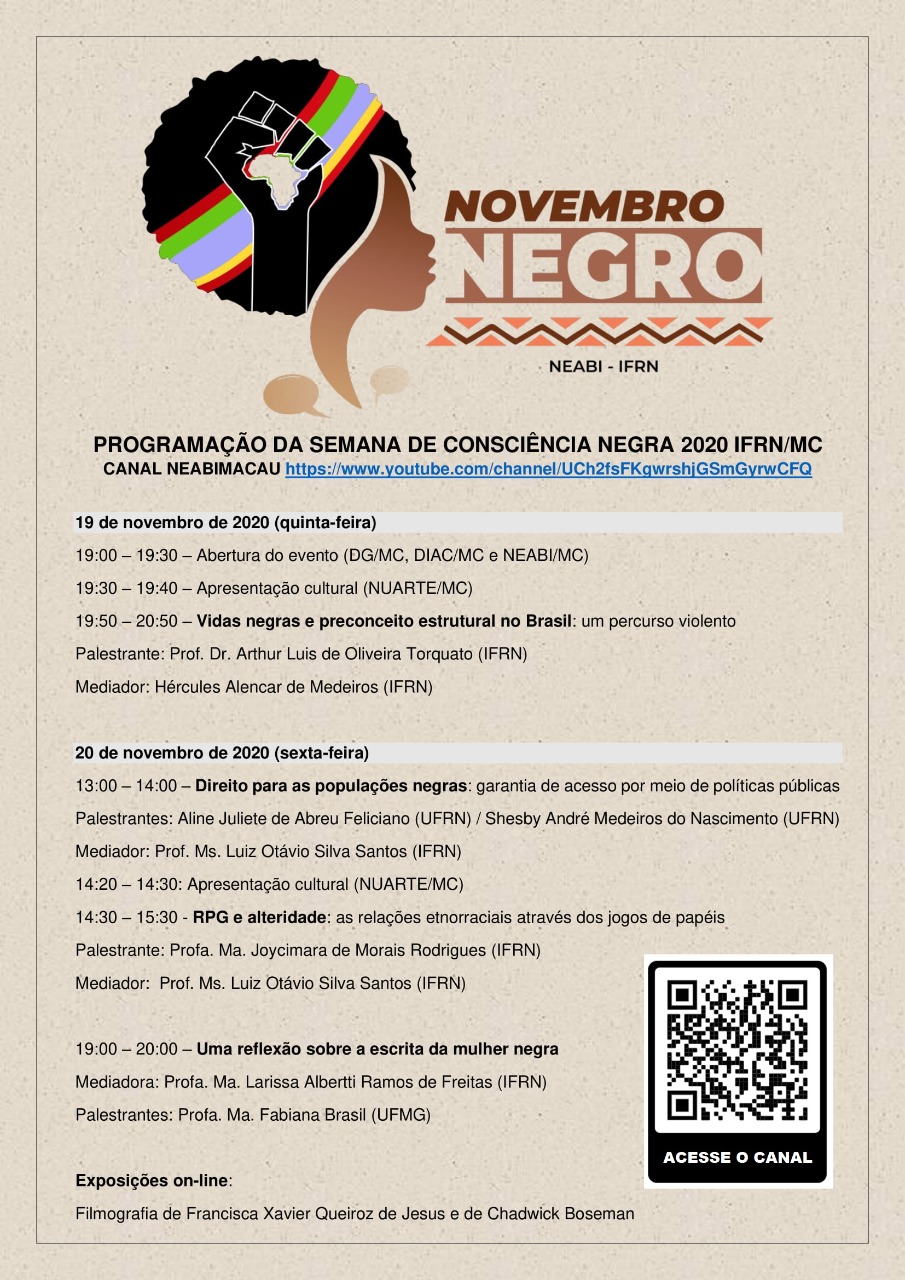 NOVEMBRO
NEGRO
NEABI - IFRN
PROGRAMAÇÃO DA SEMANA DE CONSCIÊNCIA NEGRA 2020 IFRN/MC
CANAL NEABIMACAU https://www.youtube.com/channel/UCh2fsFKgwrshjGSmGyrwCFQ
19 de novembro de 2020 (quinta-feira)
19:00 – 19:30 – Abertura do evento (DG/MC, DIAC/MC e NEABI/MC)
19:30 – 19:40 – Apresentação cultural (NUARTE/MC)
19:50 – 20:50 – Vidas negras e preconceito estrutural no Brasil: um percurso violento
Palestrante: Prof. Dr. Arthur Luis de Oliveira Torquato (IFRN)
Mediador: Hércules Alencar de Medeiros (IFRN)
20 de novembro de 2020 (sexta-feira)
13:00 – 14:00 – Direito para as populações negras: garantia de acesso por meio de políticas públicas
Palestrantes: Aline Juliete de Abreu Feliciano (UFRN) / Shesby André Medeiros do Nascimento (UFRN)
Mediador: Prof. Ms. Luiz Otávio Silva Santos (IFRN)
14:20 – 14:30: Apresentação cultural (NUARTE/MC)
14:30 – 15:30 - RPG e alteridade: as relações etnorraciais através dos jogos de papéis
Palestrante: Profa. Ma. Joycimara de Morais Rodrigues (IFRN)
Mediador:  Prof. Ms. Luiz Otávio Silva Santos (IFRN)
19:00 – 20:00 – Uma reflexão sobre a escrita da mulher negra
Mediadora: Profa. Ma. Larissa Albertti Ramos de Freitas (IFRN)
Palestrantes: Profa. Ma. Fabiana Brasil (UFMG)
ACESSE O CANAL
Exposições on-line:
Filmografia de Francisca Xavier Queiroz de Jesus e de Chadwick Boseman